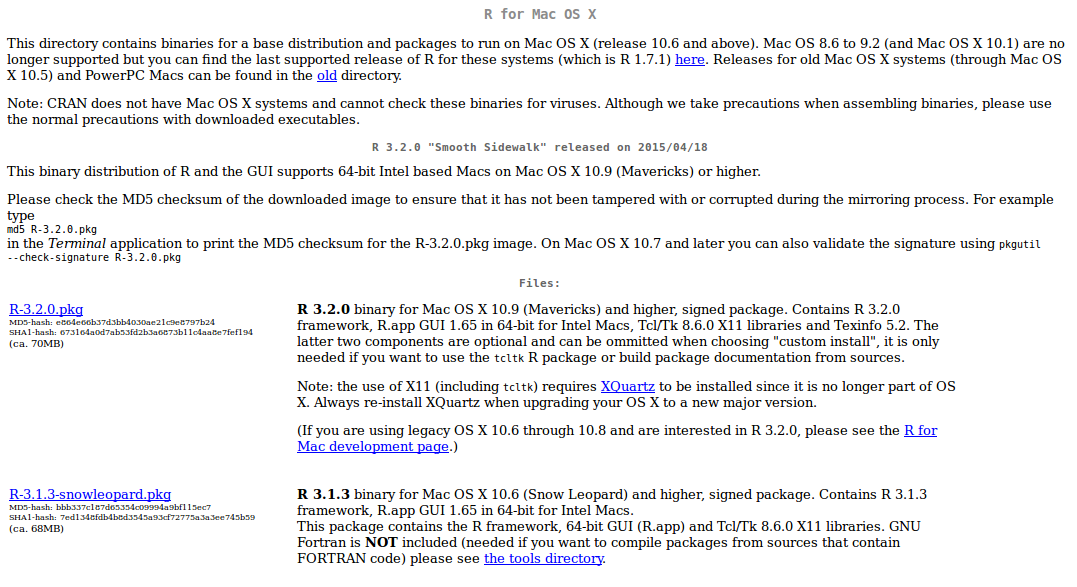 R for Mac OS X
This directory contains binaries for a base distribution and packages to run on Mac OS X (release 10.6 and above). Mac OS 8.6 to 9.2 (and Mac OS X 10.1) are no
longer supported but you can find the last supported release of R for these systems (which is R 1.7.1) here. Releases for old Mac OS X systems (through Mac OS
X 10.5) and PowerPC Macs can be found in the old directory.
Note: CRAN does not have Mac OS X systems and cannot check these binaries for viruses. Although we take precautions when assembling binaries, please use
the normal precautions with downloaded executables.
R 3.2.0 "Smooth Sidewalk" released on 2015/04/18
This binary distribution of R and the GUI supports 64-bit Intel based Macs on Mac OS X 10.9 (Mavericks) or higher.
Please check the MD5 checksum of the downloaded image to ensure that it has not been tampered with or corrupted during the mirroring process. For example
type
md5 R-3.2.0.pkg
in the Terminal application to print the MD5 checksum for the R-3.2.0.pkg image. On Mac OS X 10.7 and later you can also validate the signature using pkgutil
--check-signature R-3.2.0.pkg
Files:
R-3.2.0.pkg
MD5-hash: e864e66b37d3bb4030ae21c9e8797b24
SHA1-hash: 673164a0d7ab53fd2b3a6873b11c4aa8e7fef194
(ca. 70MB)
R 3.2.0 binary for Mac OS X 10.9 (Mavericks) and higher, signed package. Contains R 3.2.0
framework, R.app GUI 1.65 in 64-bit for Intel Macs, Tcl/Tk 8.6.0 X11 libraries and Texinfo 5.2. The
latter two components are optional and can be ommitted when choosing "custom install", it is only
needed if you want to use the tcltk R package or build package documentation from sources.
Note: the use of X11 (including tcltk) requires XQuartz to be installed since it is no longer part of OS
X. Always re-install XQuartz when upgrading your OS X to a new major version.
(If you are using legacy OS X 10.6 through 10.8 and are interested in R 3.2.0, please see the R for
Mac development page.)
R-3.1.3-snowleopard.pkg
MD5-hash: bbb337c187d65354c09994a9bf115ec7
SHA1-hash: 7ed1348fdb4b8d3545a93cf72775a3a3ee745b59
(ca. 68MB)
R 3.1.3 binary for Mac OS X 10.6 (Snow Leopard) and higher, signed package. Contains R 3.1.3
framework, R.app GUI 1.65 in 64-bit for Intel Macs.
This package contains the R framework, 64-bit GUI (R.app) and Tcl/Tk 8.6.0 X11 libraries. GNU
Fortran is NOT included (needed if you want to compile packages from sources that contain
FORTRAN code) please see the tools directory.